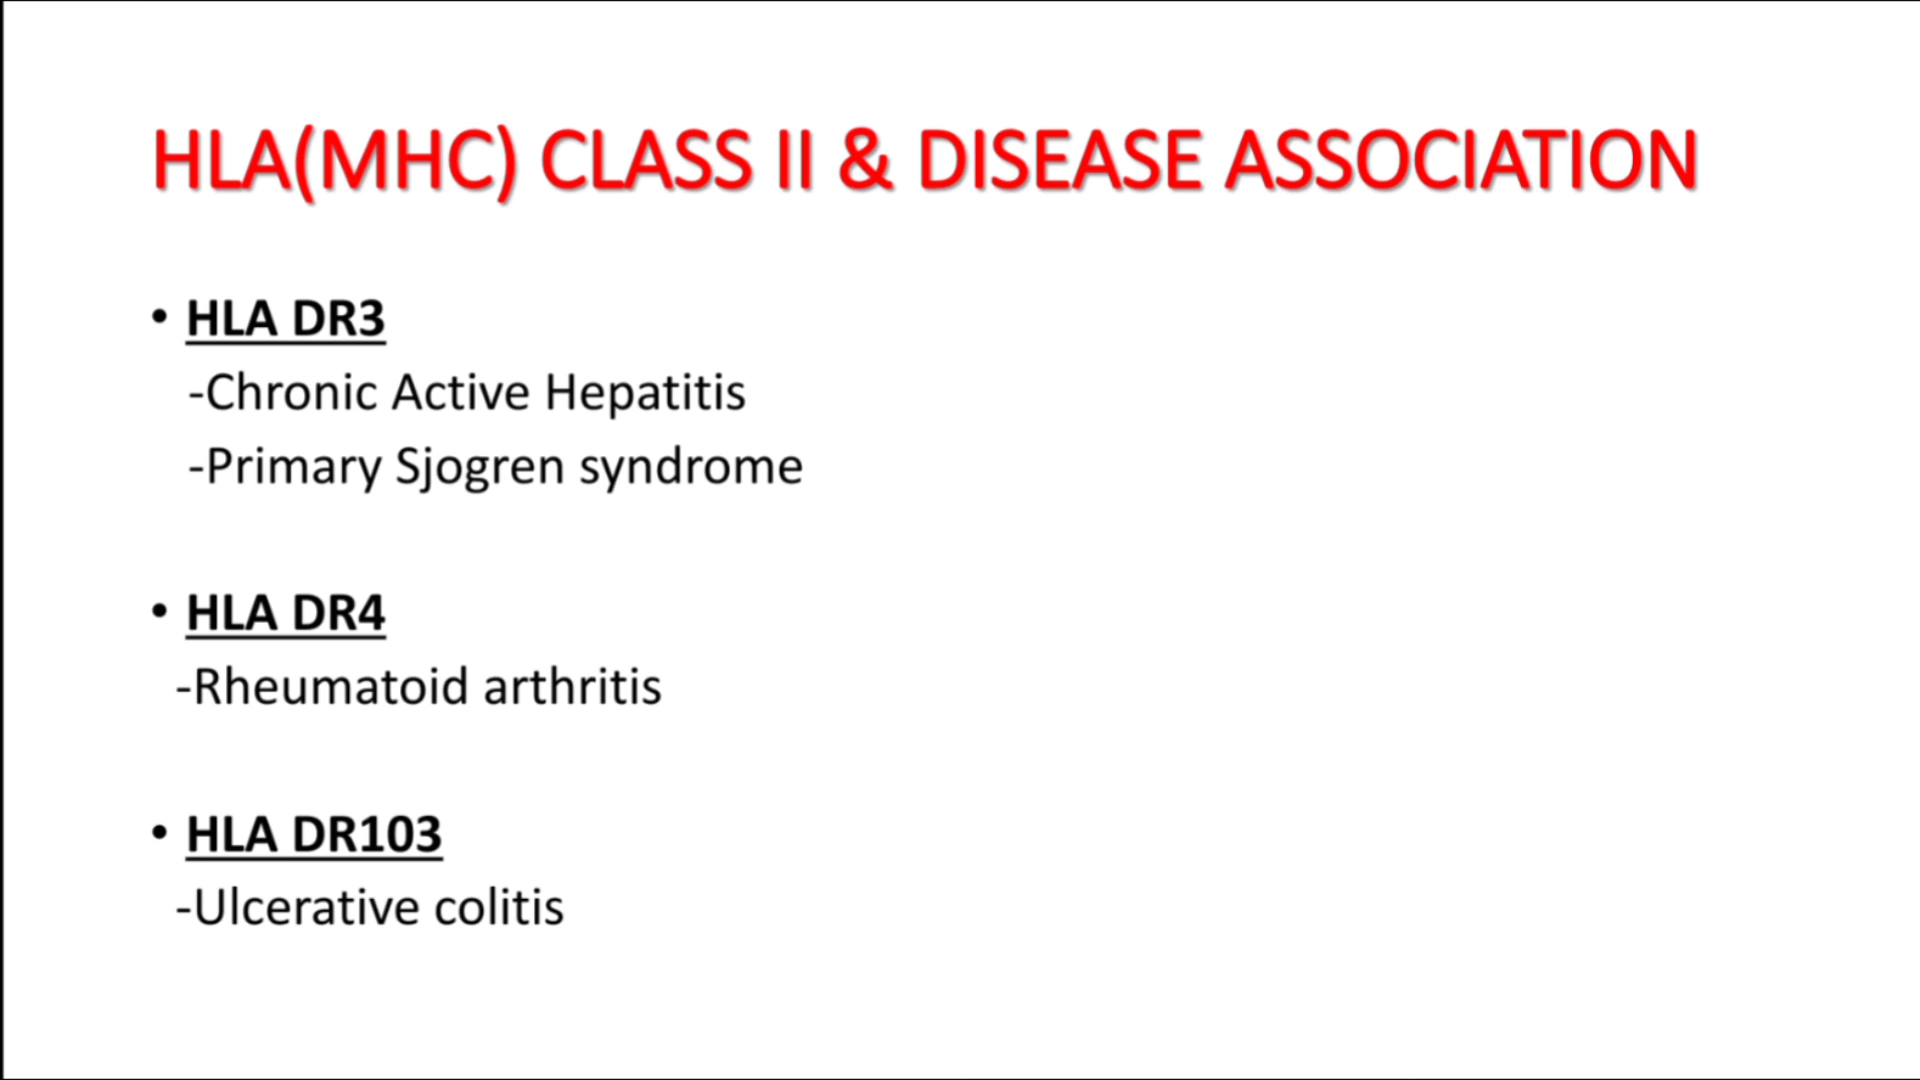 HLA(MHC) CLASS II & DISEASE ASSOCIATION
• HLA DR3
-Chronic Active Hepatitis
-Primary Sjogren syndrome
• HLA DR4
-Rheumatoid arthritis
• HLA DR103
-Ulcerative colitis